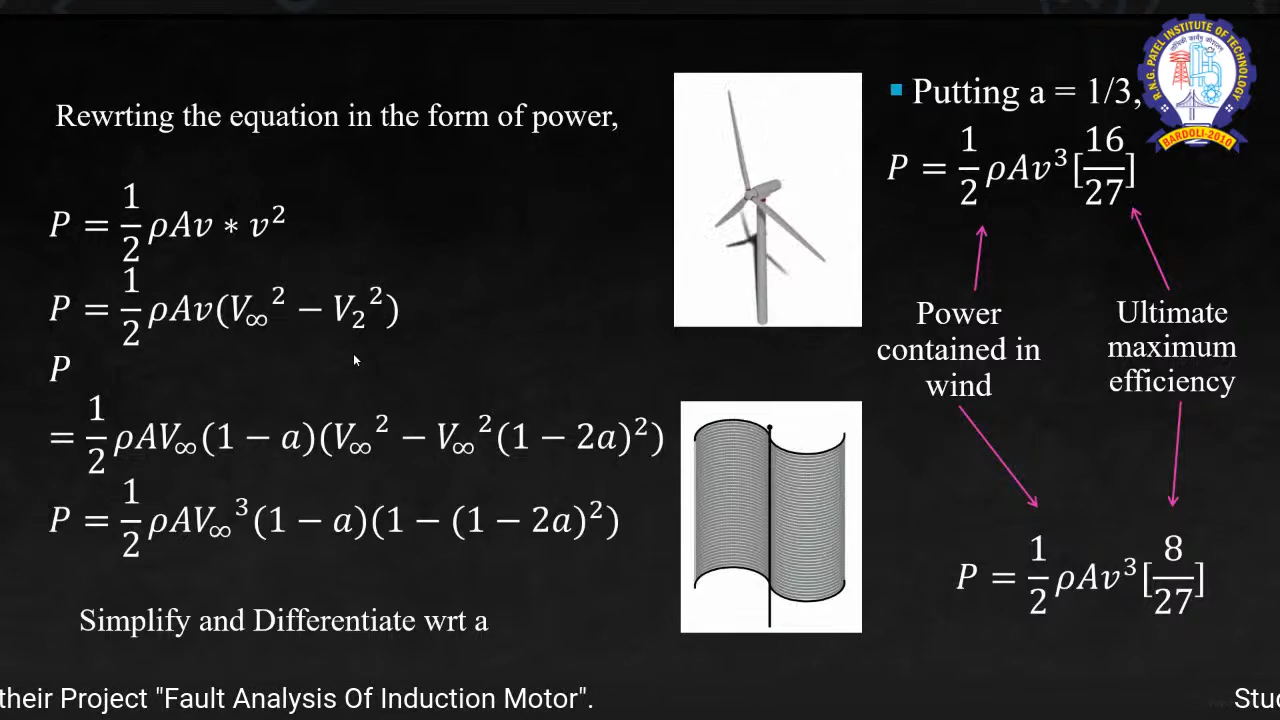 Rewrting the equation in the form of power,
P = 1/2 ρAv ∗ v²
P = 1/2 ρAv(V∞² − V₂²)
P
= 1/2 ρAV∞(1 − a)(V∞² − V∞²(1 − 2a)²)
P = 1/2 ρAV∞³(1 − a)(1 − (1 − 2a)²)
Simplify and Differentiate wrt a
Putting a = 1/3,
P = 1/2 ρAv³[16/27]
Power
contained in
wind
Ultimate
maximum
efficiency
P = 1/2 ρAv³[8/27]
R.N.G. PATEL INSTITUTE OF TECHNOLOGY
BARDOLI-2010
their Project "Fault Analysis Of Induction Motor".
Stud